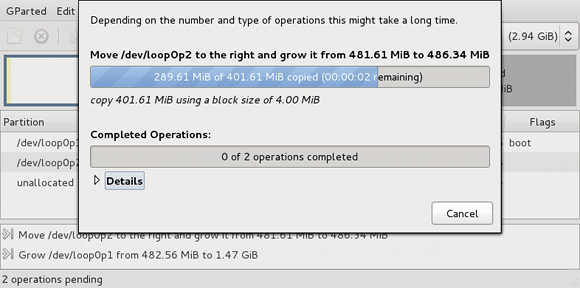 GParted Edit
Depending on the number and type of operations this might take a long time.
(2.94 GiB)
Move /dev/loop0p2 to the right and grow it from 481.61 MiB to 486.34 MiB
289.61 MiB of 401.61 MiB copied (00:00:02 remaining)
copy 401.61 MiB using a block size of 4.00 MiB
Completed Operations:
0 of 2 operations completed
Details
Cancel
Partition
Flags
/dev/loop0p1
boot
/dev/loop0p2
unallocated
Move /dev/loop0p2 to the right and grow it from 481.61 MiB to 486.34 MiB
Grow /dev/loop0p1 from 482.56 MiB to 1.47 GiB
2 operations pending